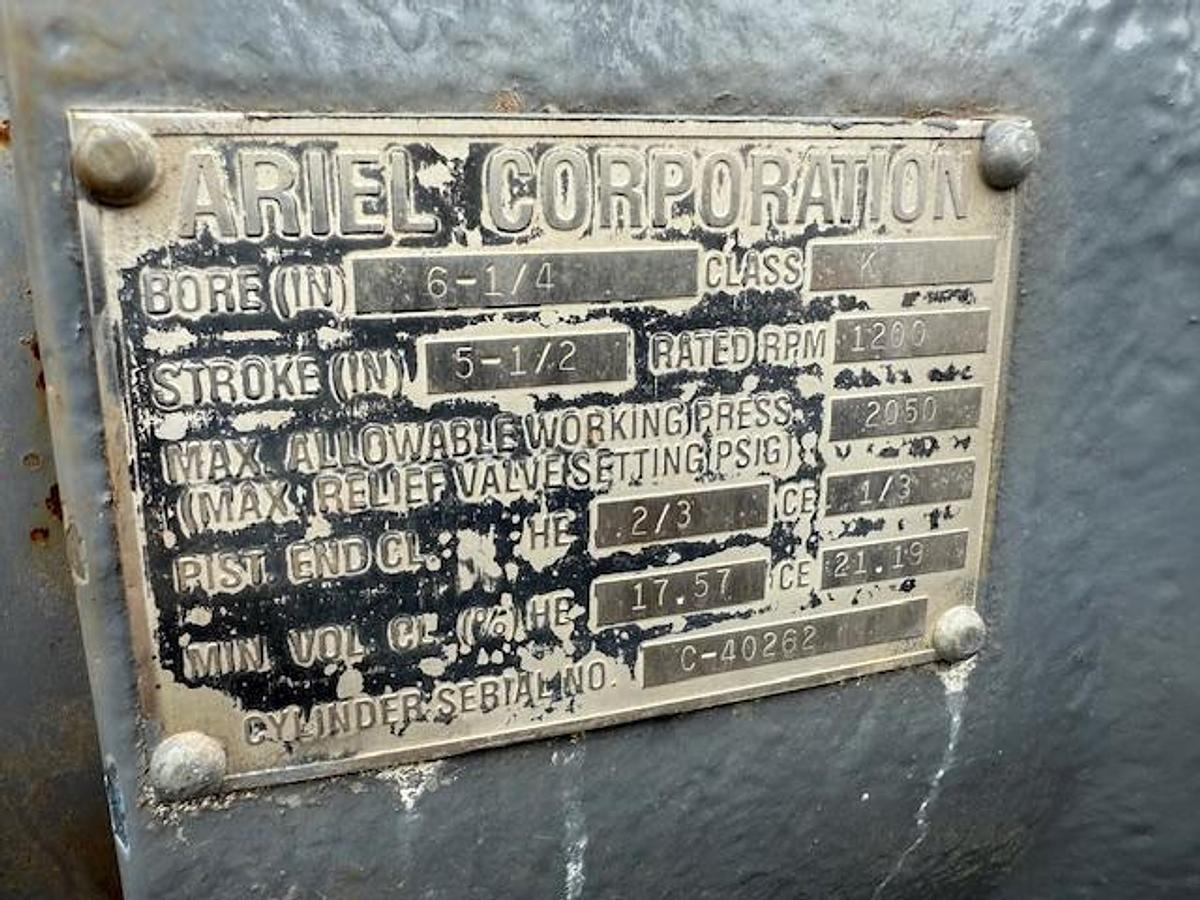 ARIEL CORPORATION
BORE (IN) 6-1/4 CLASS K
STROKE (IN) 5-1/2 RATED RPM 1200
MAX. ALLOWABLE WORKING PRESS. 2050
(MAX. RELIEF VALVE SETTING PSIG)
PIST. END CL. HE 2/3 CE 1/3
MIN VOL. CL. (%) HE 17.57 CE 21.19
CYLINDER SERIAL NO. C-40262